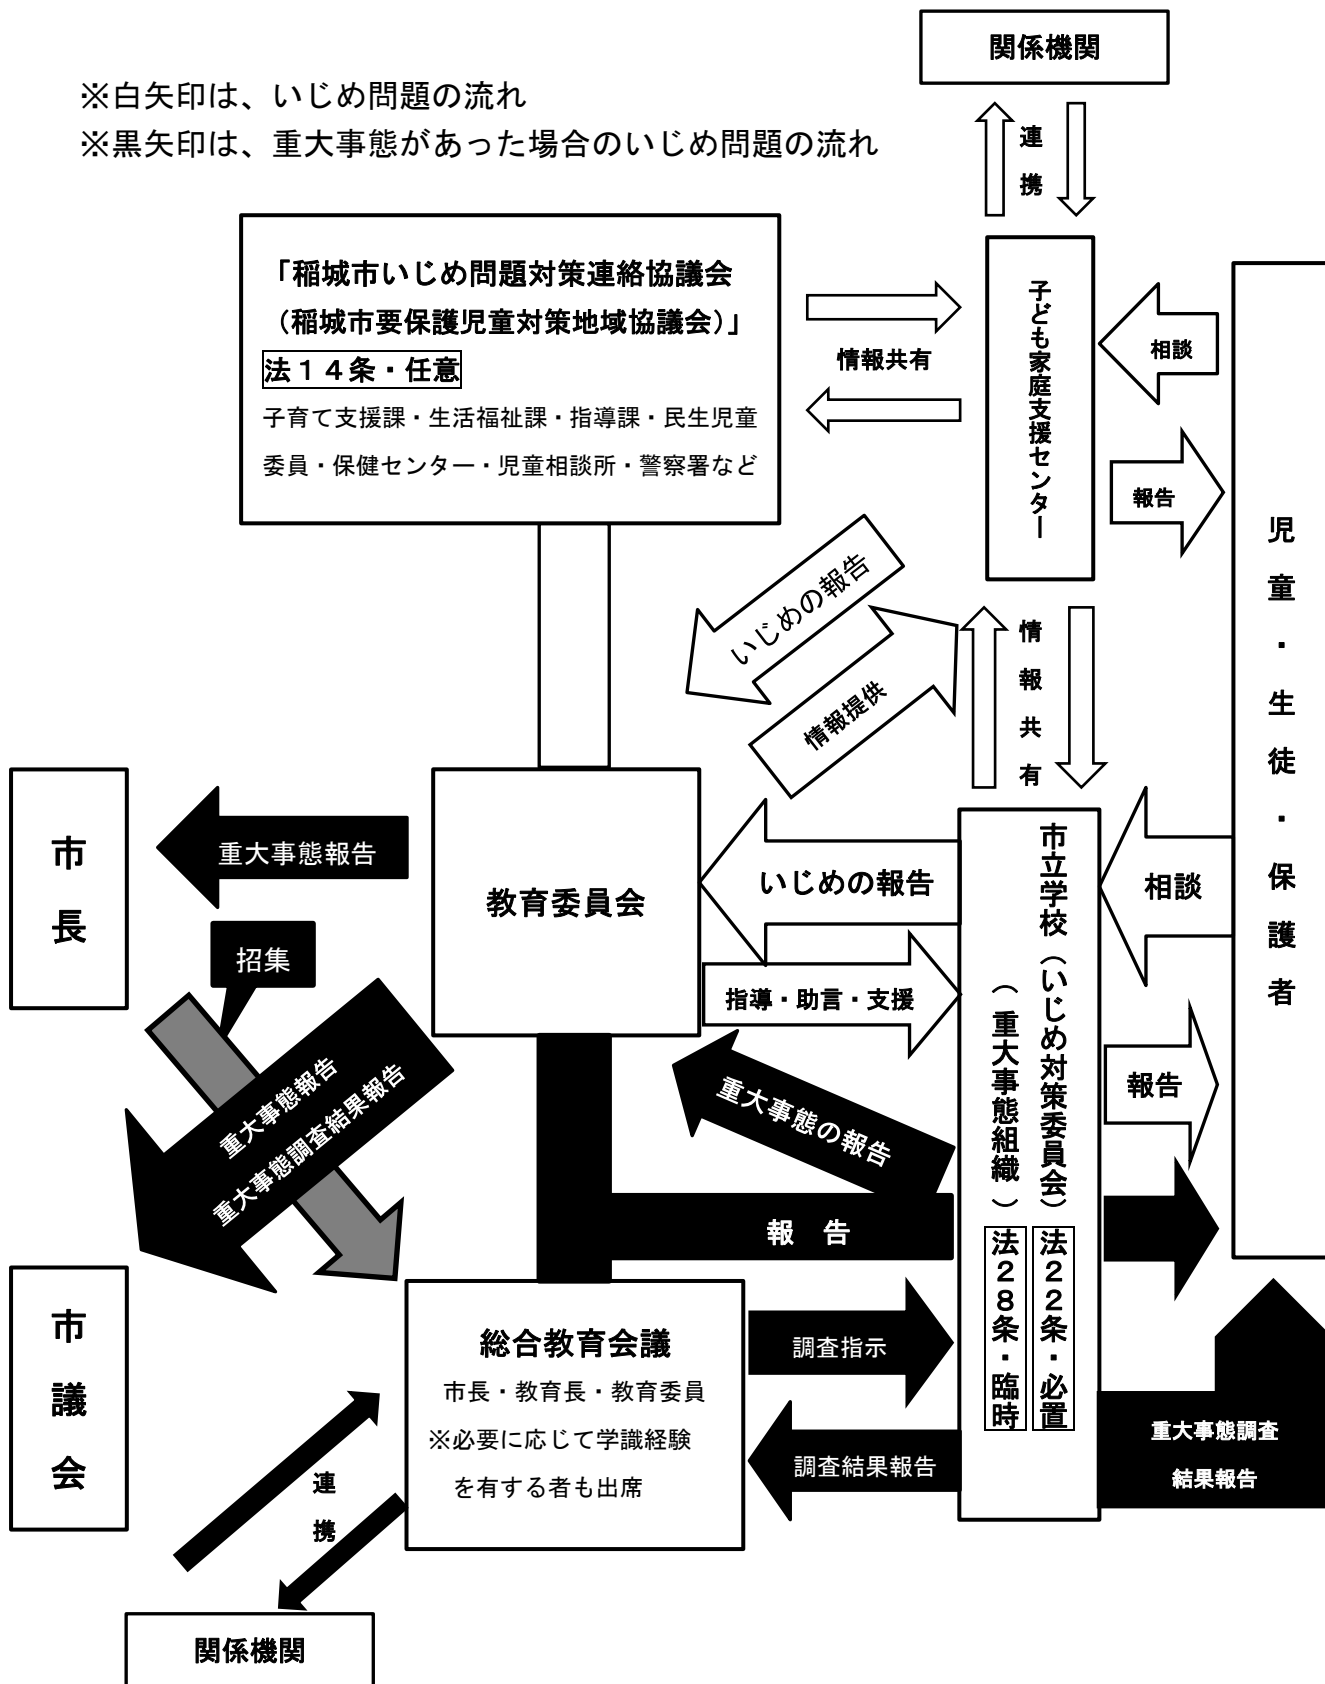 関係機関
※白矢印は、いじめ問題の流れ
※黒矢印は、重大事態があった場合のいじめ問題の流れ
連携
「稲城市いじめ問題対策連絡協議会
（稲城市要保護児童対策地域協議会）」
法１４条・任意
子育て支援課・生活福祉課・指導課・民生児童
委員・保健センター・児童相談所・警察署など
情報共有
子ども家庭支援センター
相談
報告
児童・生徒・保護者
いじめの報告
情報提供
情報共有
市長
重大事態報告
教育委員会
いじめの報告
指導・助言・支援
市立学校（いじめ対策委員会）
法２２条・必置
（重大事態組織）
法２８条・臨時
相談
報告
招集
重大事態報告
重大事態調査結果報告
重大事態の報告
報　告
市議会
総合教育会議
市長・教育長・教育委員
※必要に応じて学識経験
を有する者も出席
調査指示
調査結果報告
重大事態調査
結果報告
連携
関係機関